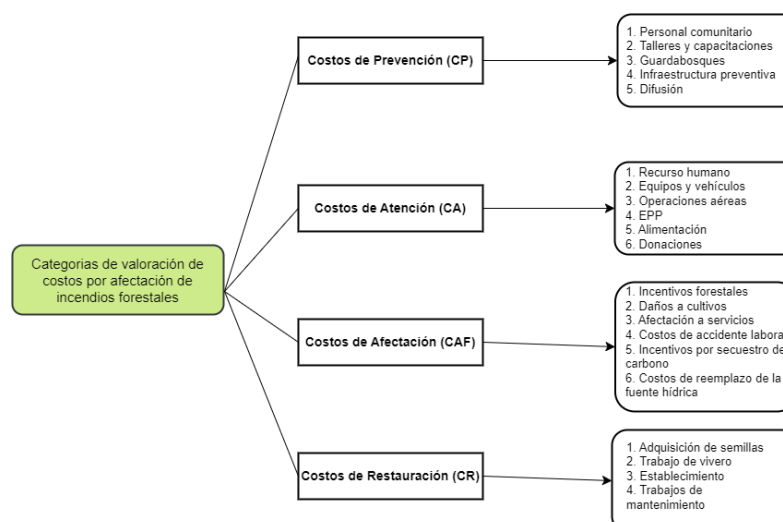 Categorias de valoración de
costos por afectación de
incendios forestales
Costos de Prevención (CP)
1. Personal comunitario
2. Talleres y capacitaciones
3. Guardabosques
4. Infraestructura preventiva
5. Difusión
Costos de Atención (CA)
1. Recurso humano
2. Equipos y vehículos
3. Operaciones aéreas
4. EPP
5. Alimentación
6. Donaciones
Costos de Afectación (CAF)
1. Incentivos forestales
2. Daños a cultivos
3. Afectación a servicios
4. Costos de accidente labora
5. Incentivos por secuestro de
carbono
6. Costos de reemplazo de la
fuente hídrica
Costos de Restauración (CR)
1. Adquisición de semillas
2. Trabajo de vivero
3. Establecimiento
4. Trabajos de
mantenimiento